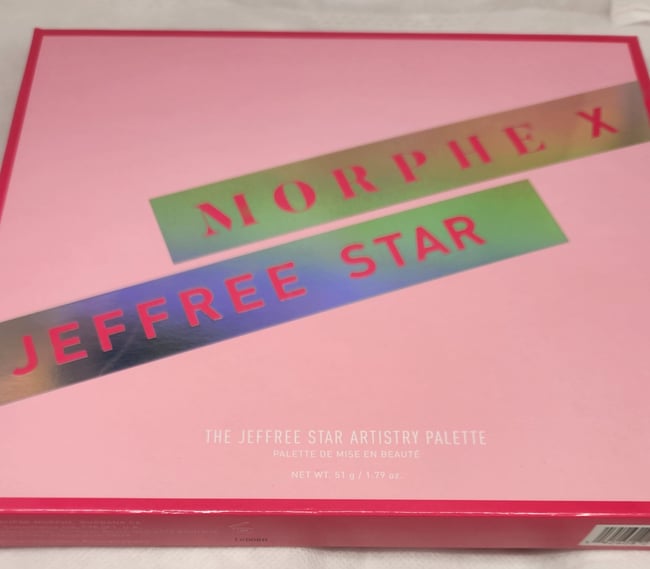 MORPHE X
JEFFREE STAR
THE JEFFREE STAR ARTISTRY PALETTE
PALETTE DE MISE EN BEAUTÉ
NET WT. 51 g / 1.79 oz.